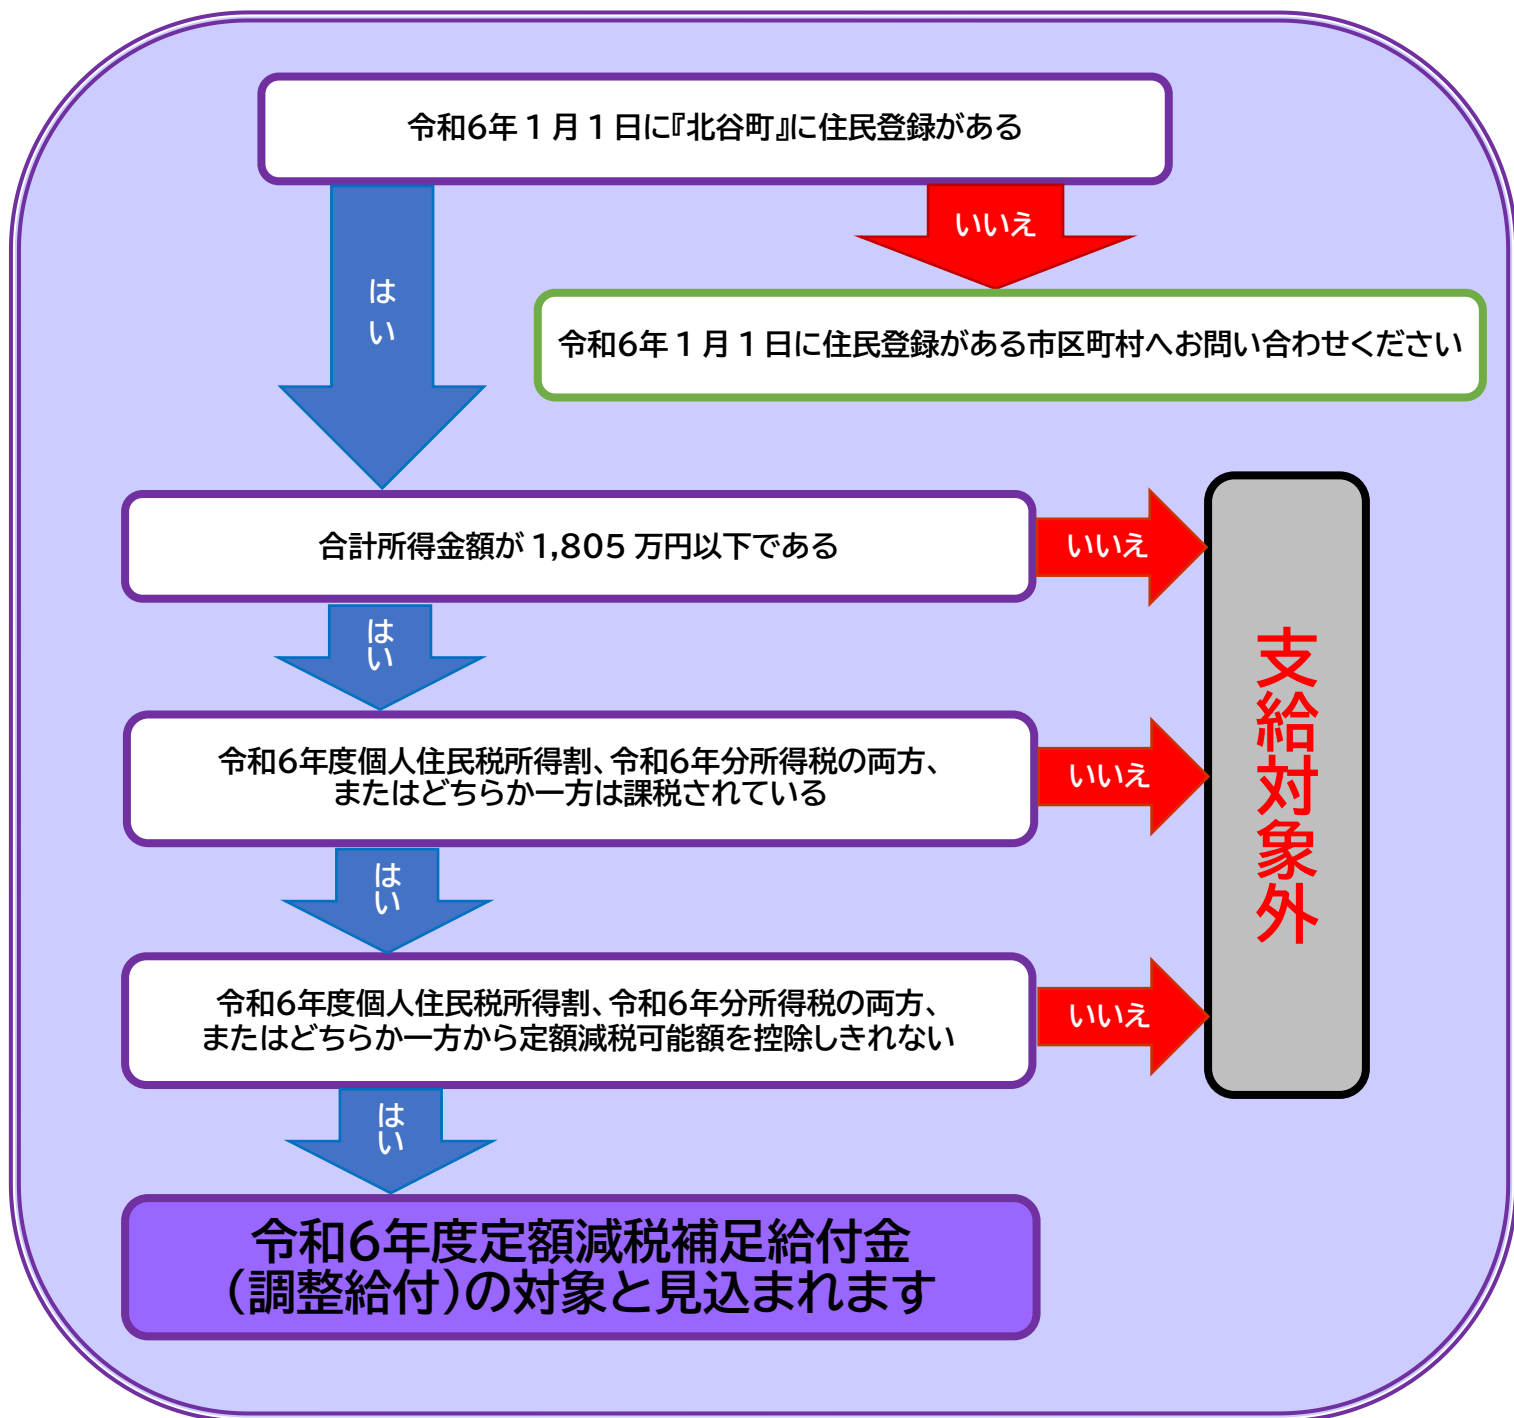 令和6年１月１日に『北谷町』に住民登録がある
いいえ
はい
令和6年１月１日に住民登録がある市区町村へお問い合わせください
合計所得金額が 1,805 万円以下である
いいえ
はい
令和6年度個人住民税所得割、令和6年分所得税の両方、
またはどちらか一方は課税されている
いいえ
はい
令和6年度個人住民税所得割、令和6年分所得税の両方、
またはどちらか一方から定額減税可能額を控除しきれない
いいえ
はい
支給対象外
令和6年度定額減税補足給付金
（調整給付）の対象と見込まれます